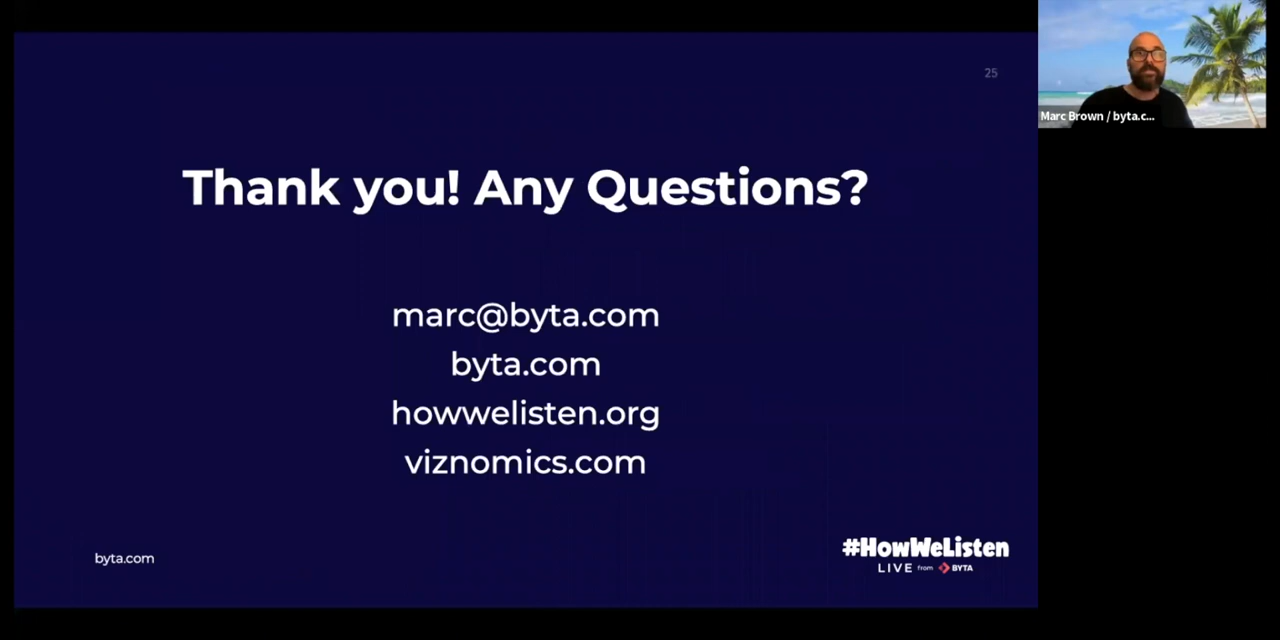 25
Marc Brown / byta.c...
Thank you! Any Questions?
marc@byta.com
byta.com
howwelisten.org
viznomics.com
byta.com
#HowWeListen
LIVE from BYTA